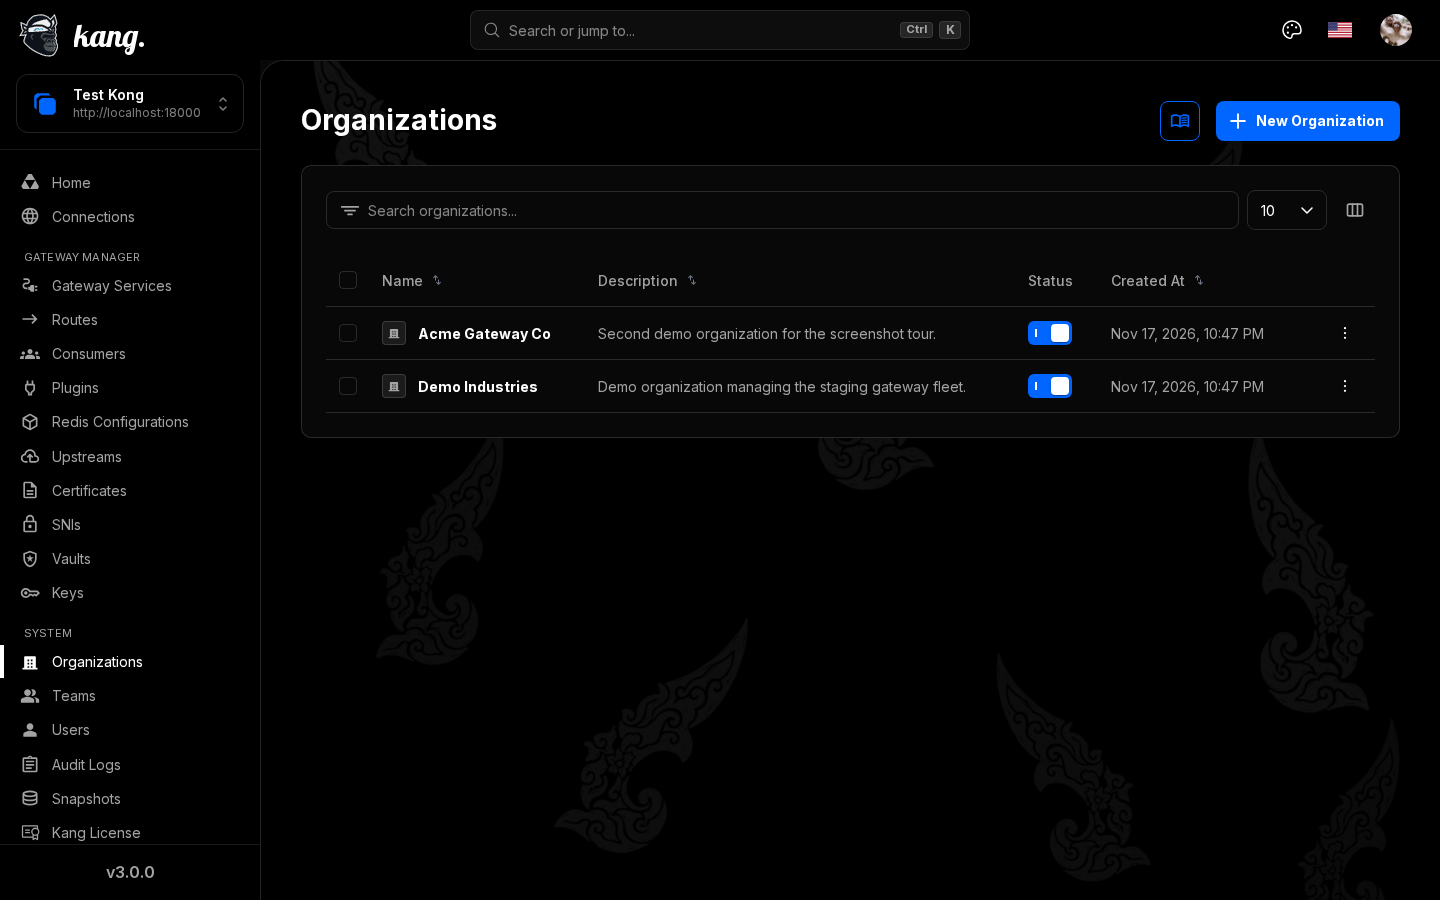 kang.
Search or jump to...
Ctrl
K
Test Kong
http://localhost:18000
Home
Connections
GATEWAY MANAGER
Gateway Services
Routes
Consumers
Plugins
Redis Configurations
Upstreams
Certificates
SNIs
Vaults
Keys
SYSTEM
Organizations
Teams
Users
Audit Logs
Snapshots
Kang License
v3.0.0
Organizations
New Organization
Search organizations...
10
Name
Description
Status
Created At
Acme Gateway Co
Second demo organization for the screenshot tour.
Nov 17, 2026, 10:47 PM
Demo Industries
Demo organization managing the staging gateway fleet.
Nov 17, 2026, 10:47 PM